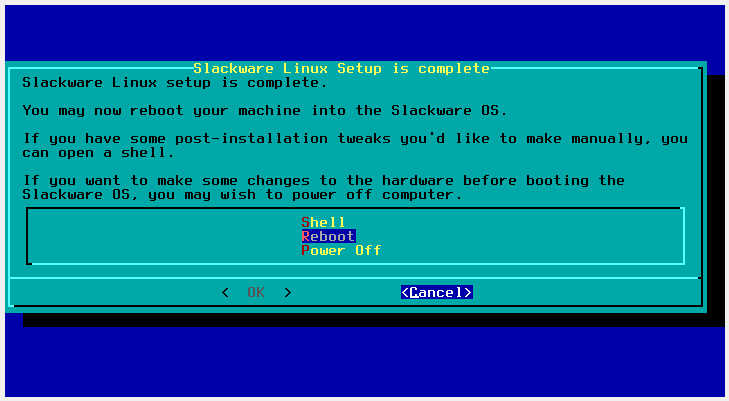 Slackware Linux Setup is complete
Slackware Linux setup is complete.
You may now reboot your machine into the Slackware OS.
If you have some post-installation tweaks you'd like to make manually, you
can open a shell.
If you want to make some changes to the hardware before booting the
Slackware OS, you may wish to power off computer.
Shell
Reboot
Power Off
< OK > <Cancel>